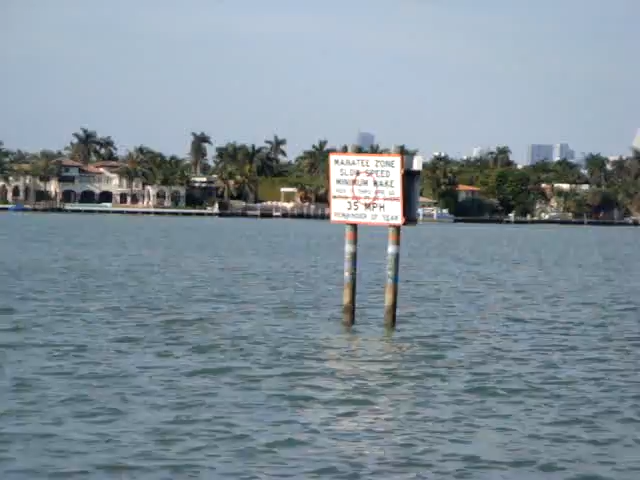 MANATEE ZONE
SLOW SPEED
MINIMUM WAKE
35 MPH
REMAINDER OF YEAR